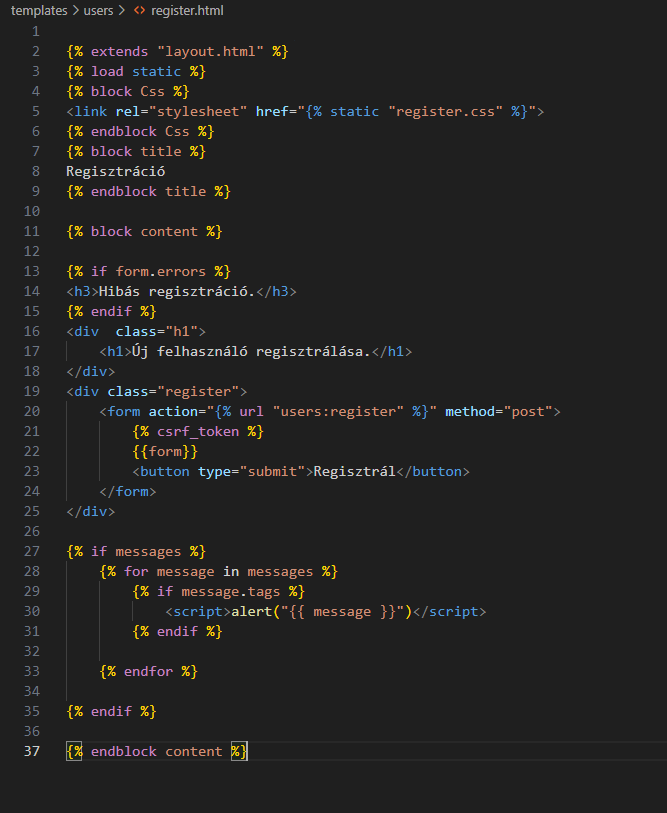 templates > users > <> register.html
1
2 {% extends "layout.html" %}
3 {% load static %}
4 {% block Css %}
5 <link rel="stylesheet" href="{% static "register.css" %}">
6 {% endblock Css %}
7 {% block title %}
8 Regisztráció
9 {% endblock title %}
10
11 {% block content %}
12
13 {% if form.errors %}
14 <h3>Hibás regisztráció.</h3>
15 {% endif %}
16 <div  class="h1">
17     <h1>Új felhasználó regisztrálása.</h1>
18 </div>
19 <div class="register">
20     <form action="{% url "users:register" %}" method="post">
21         {% csrf_token %}
22         {{form}}
23         <button type="submit">Regisztrál</button>
24     </form>
25 </div>
26
27 {% if messages %}
28     {% for message in messages %}
29         {% if message.tags %}
30             <script>alert("{{ message }}")</script>
31         {% endif %}
32
33     {% endfor %}
34
35 {% endif %}
36
37 {% endblock content %}